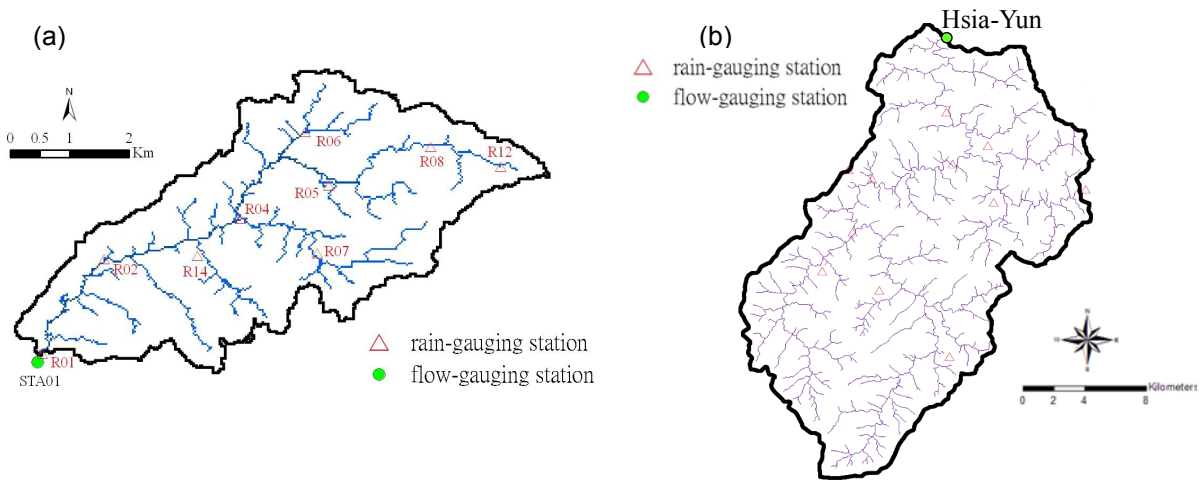 (a)
N
0 0.5 1 2
Km
R06
R08
R12
R05
R04
R07
R02
R14
R01
STA01
rain-gauging station
flow-gauging station
(b)
Hsia-Yun
rain-gauging station
flow-gauging station
N
Kilometers
0 2 4 8